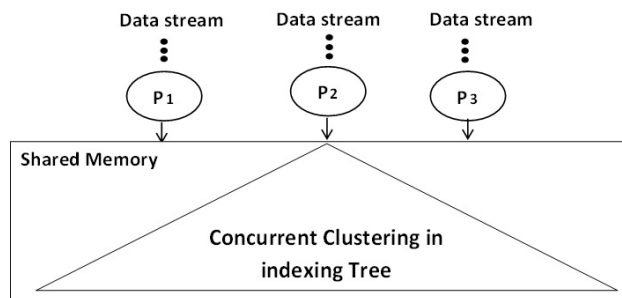 Data stream Data stream Data stream
P1 P2 P3
Shared Memory
Concurrent Clustering in
indexing Tree